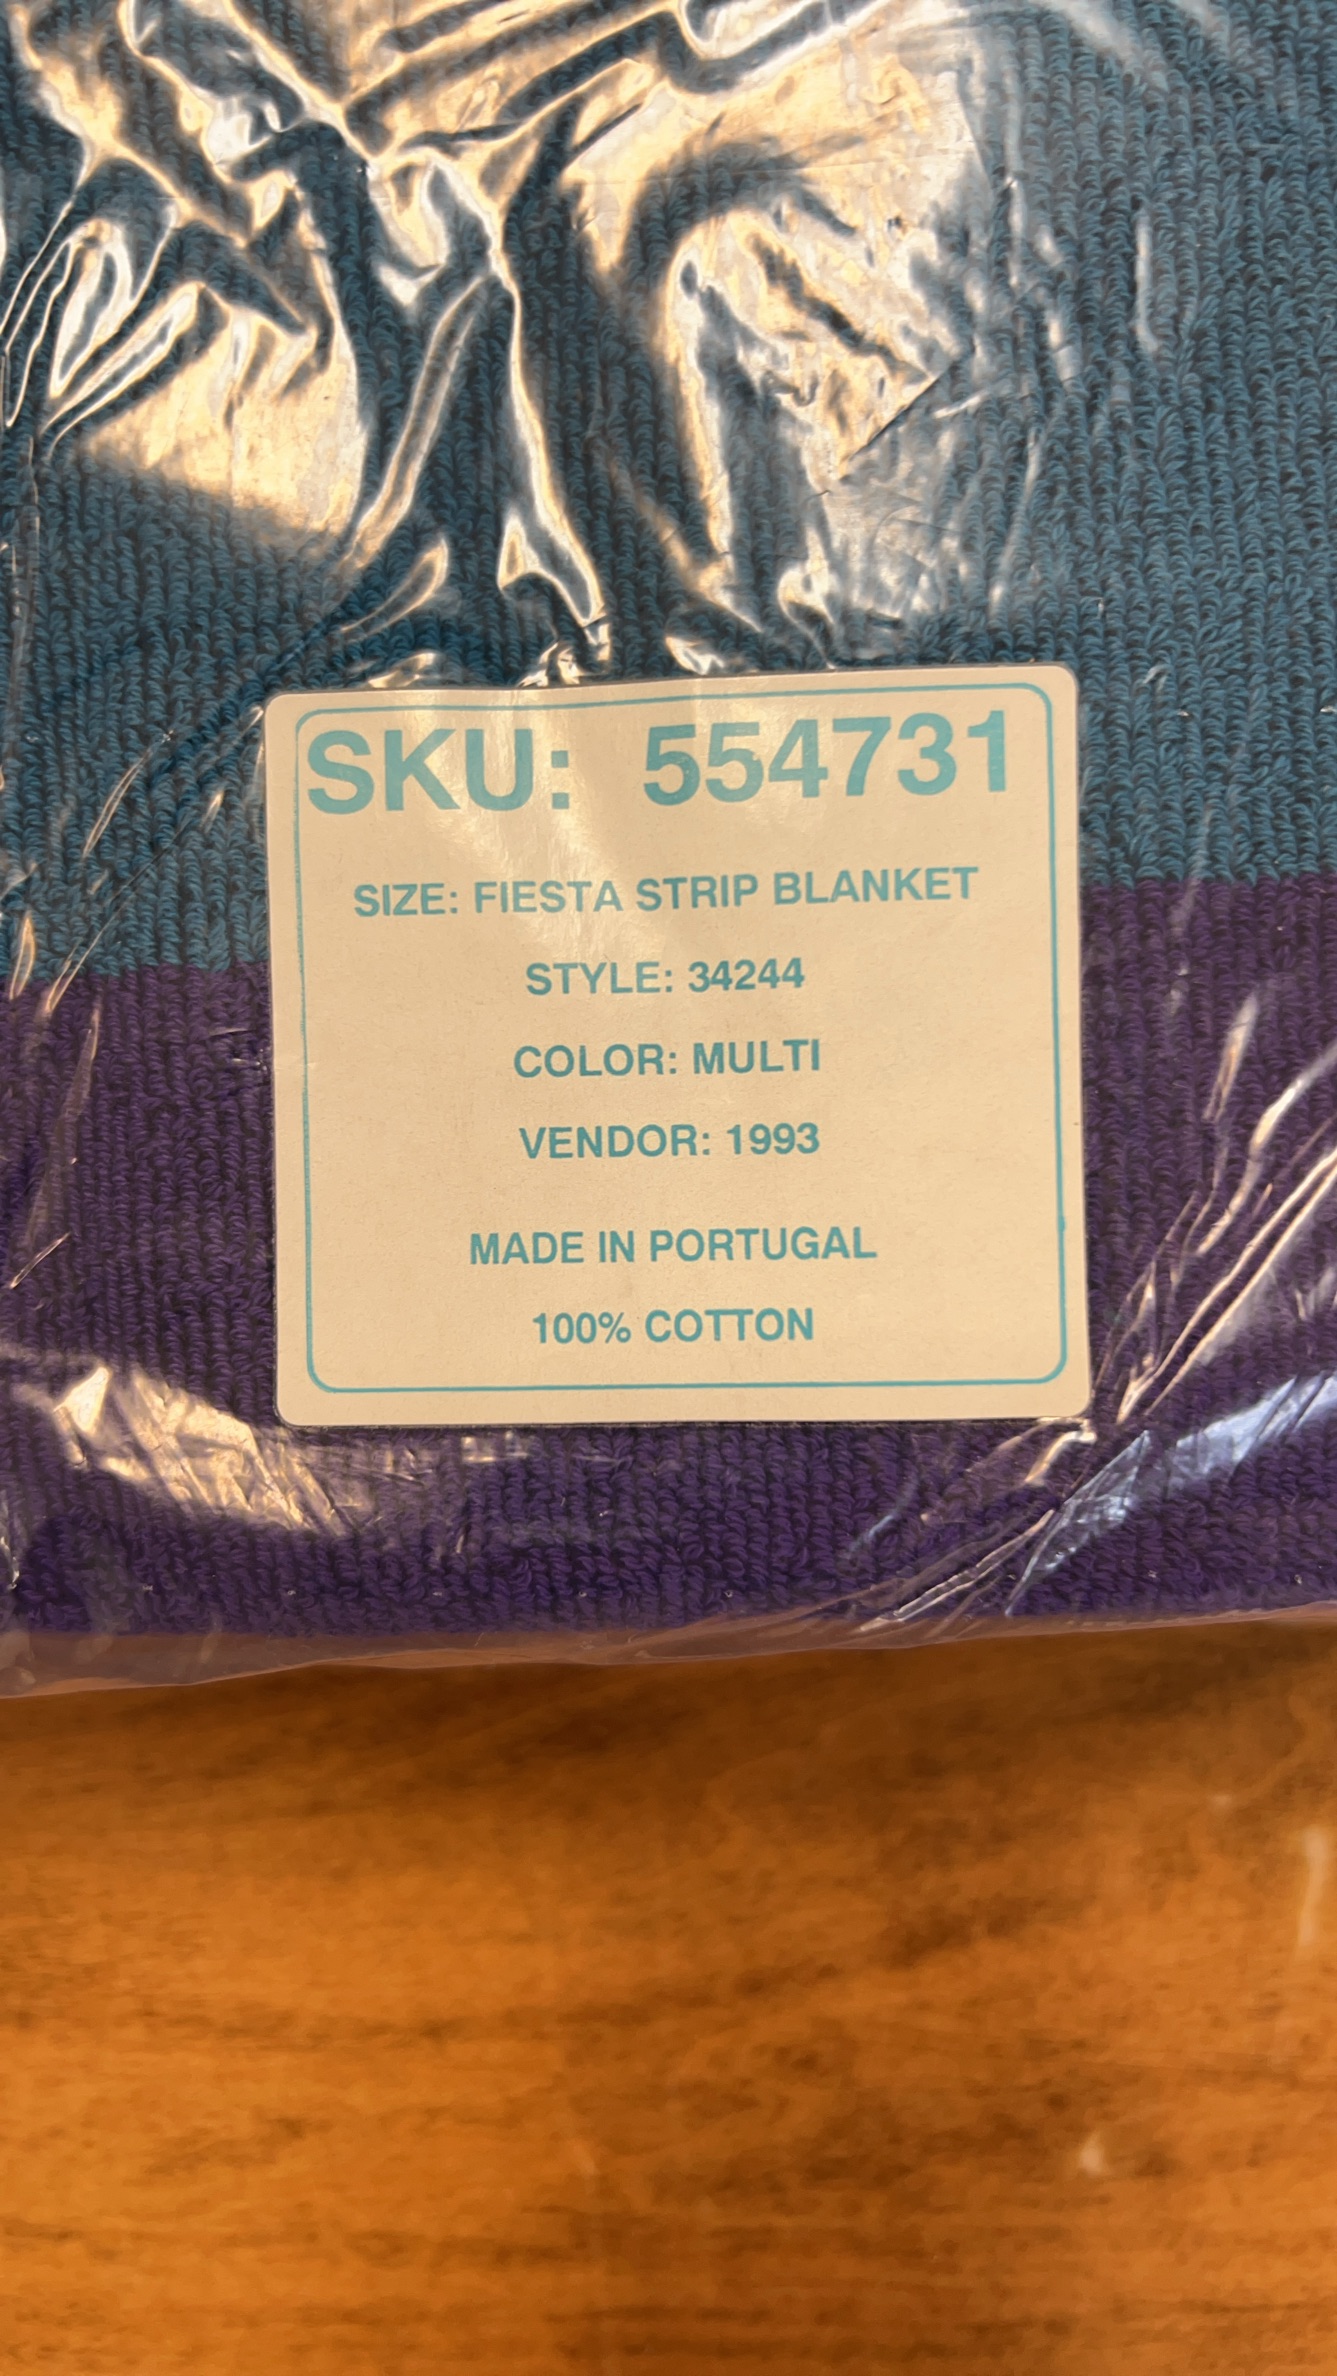 SKU: 554731
SIZE: FIESTA STRIP BLANKET
STYLE: 34244
COLOR: MULTI
VENDOR: 1993
MADE IN PORTUGAL
100% COTTON